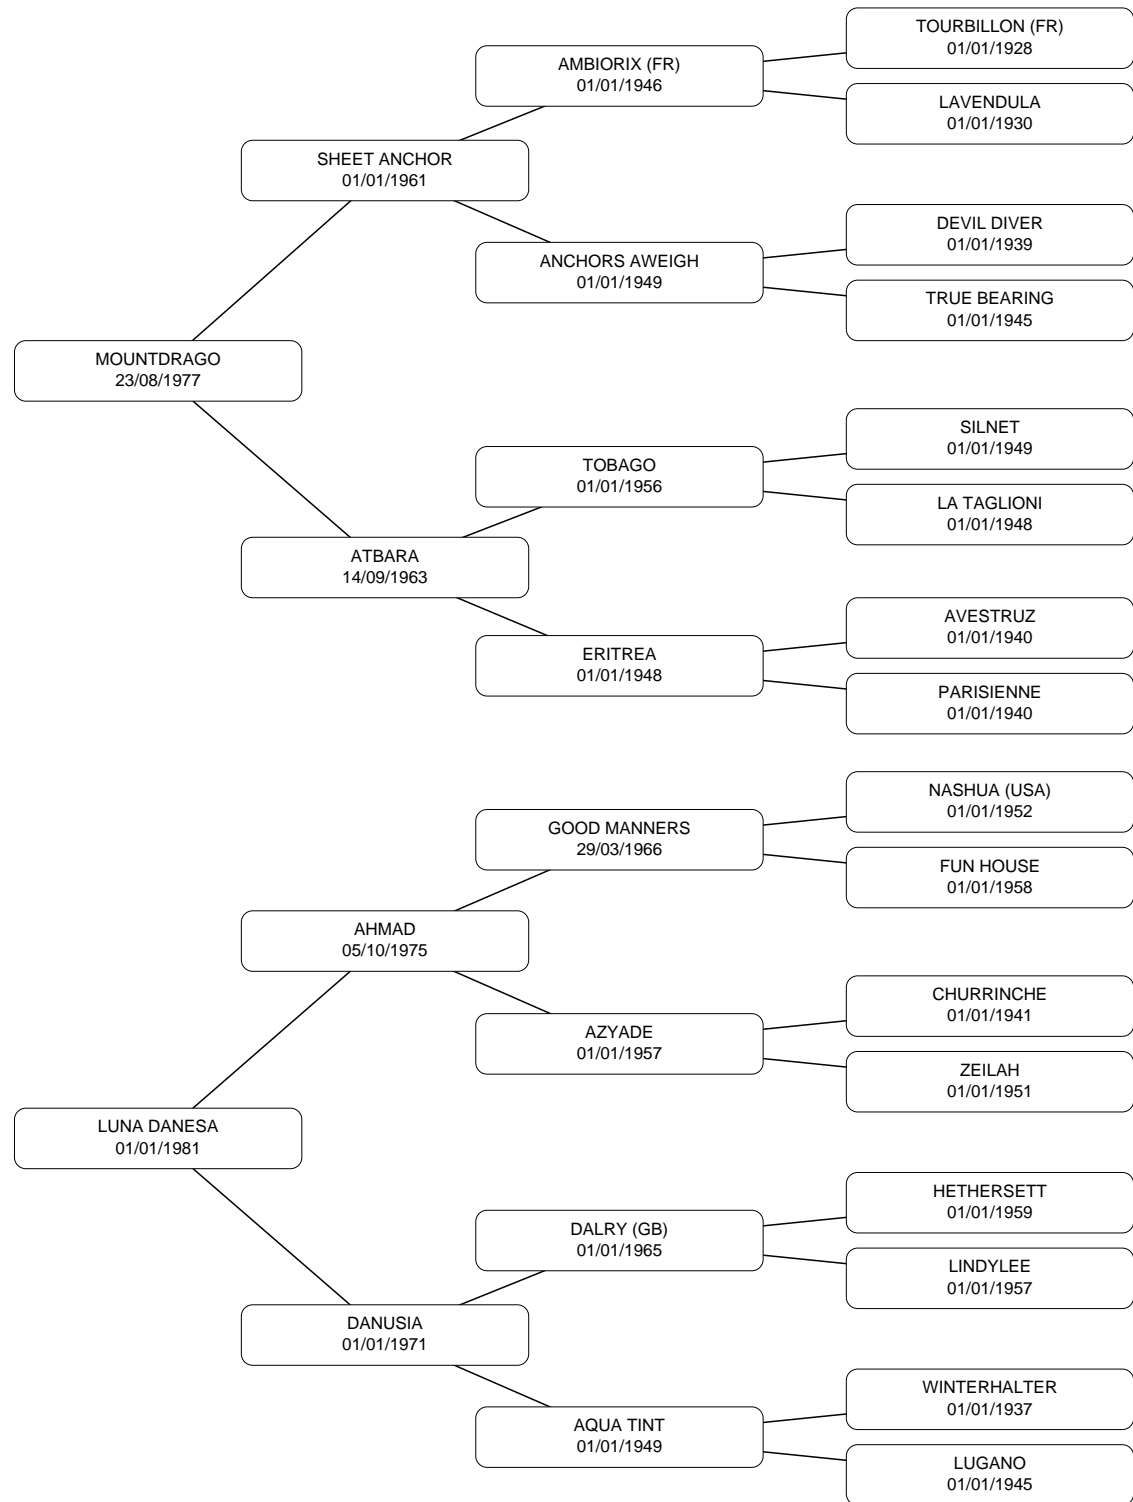 TOURBILLON (FR)
01/01/1928
AMBIORIX (FR)
01/01/1946
LAVENDULA
01/01/1930
SHEET ANCHOR
01/01/1961
DEVIL DIVER
01/01/1939
ANCHORS AWEIGH
01/01/1949
TRUE BEARING
01/01/1945
MOUNTDRAGO
23/08/1977
SILNET
01/01/1949
TOBAGO
01/01/1956
LA TAGLIONI
01/01/1948
ATBARA
14/09/1963
AVESTRUZ
01/01/1940
ERITREA
01/01/1948
PARISIENNE
01/01/1940
NASHUA (USA)
01/01/1952
GOOD MANNERS
29/03/1966
FUN HOUSE
01/01/1958
AHMAD
05/10/1975
CHURRINCHE
01/01/1941
AZYADE
01/01/1957
ZEILAH
01/01/1951
LUNA DANESA
01/01/1981
HETHERSETT
01/01/1959
DALRY (GB)
01/01/1965
LINDYLEE
01/01/1957
DANUSIA
01/01/1971
WINTERHALTER
01/01/1937
AQUA TINT
01/01/1949
LUGANO
01/01/1945